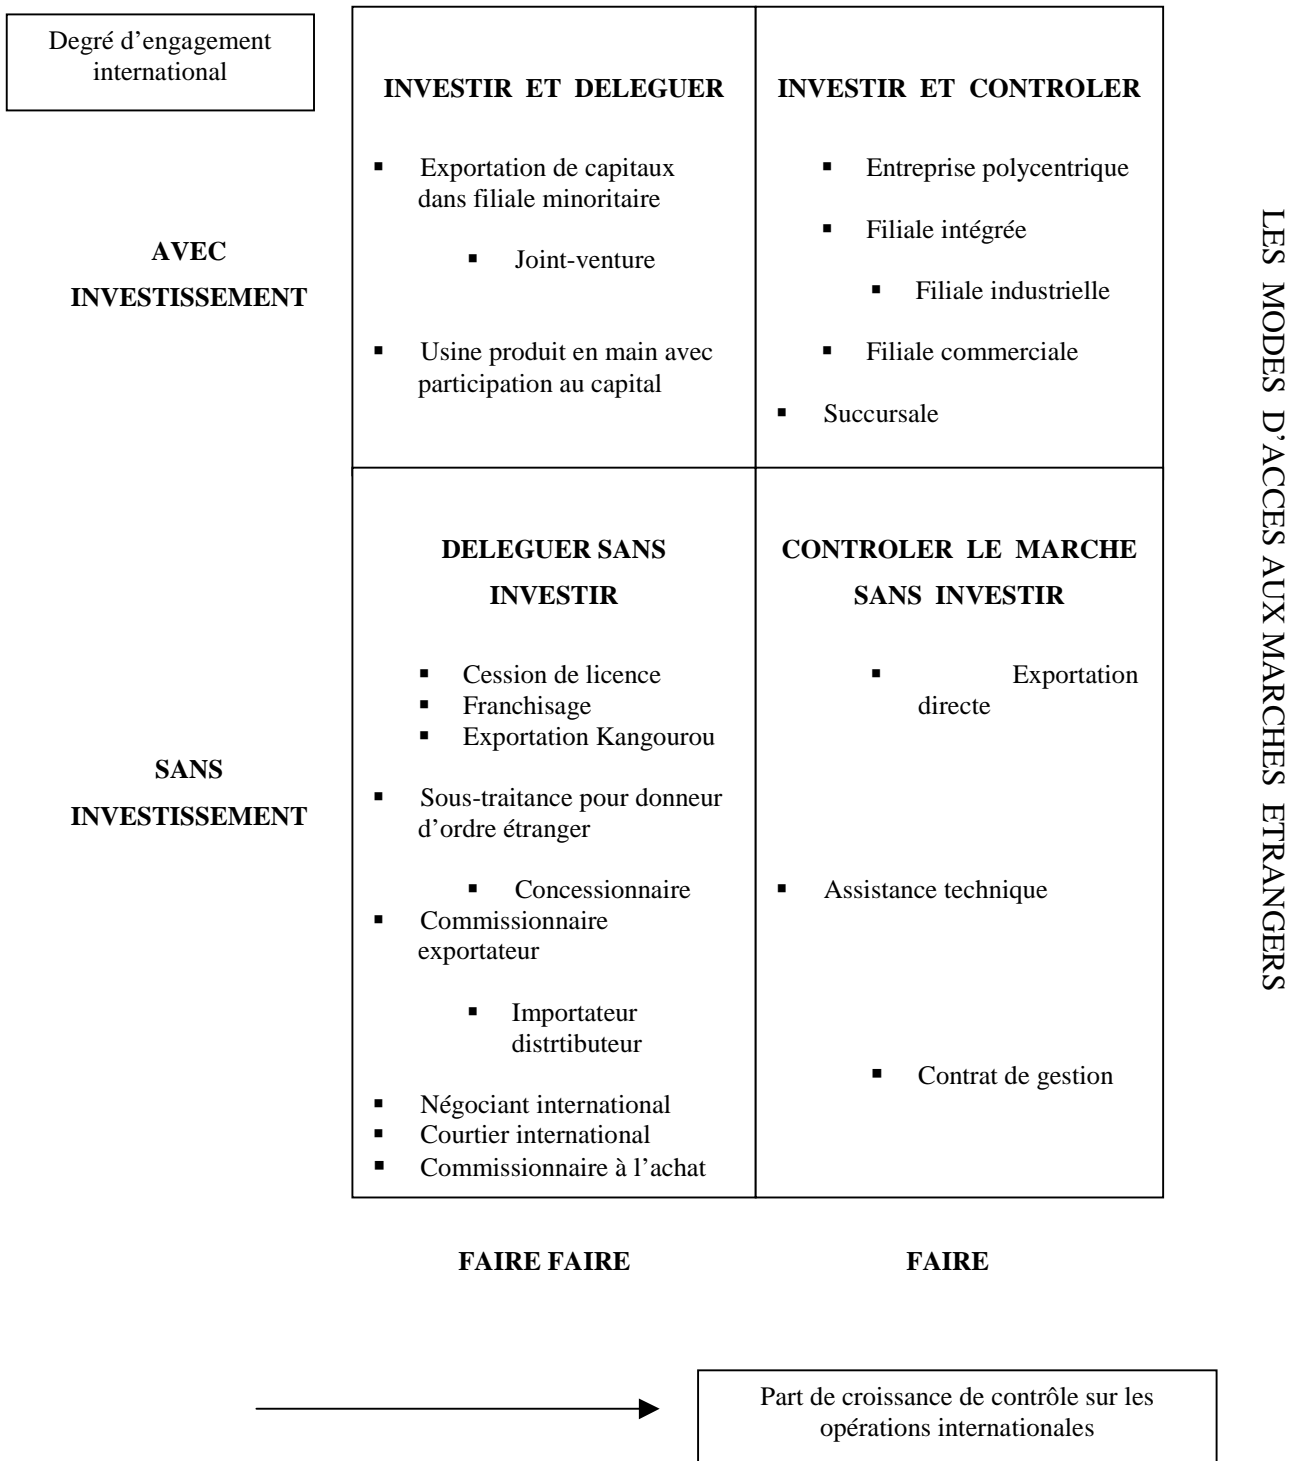 Degré d'engagement
international
INVESTIR ET DELEGUER
▪ Exportation de capitaux
dans filiale minoritaire
▪ Joint-venture
▪ Usine produit en main avec
participation au capital
INVESTIR ET CONTROLER
▪ Entreprise polycentrique
▪ Filiale intégrée
▪ Filiale industrielle
▪ Filiale commerciale
▪ Succursale
AVEC
INVESTISSEMENT
DELEGUER SANS
INVESTIR
▪ Cession de licence
▪ Franchisage
▪ Exportation Kangourou
▪ Sous-traitance pour donneur
d'ordre étranger
▪ Concessionnaire
▪ Commissionnaire
exportateur
▪ Importateur
distrtibuteur
▪ Négociant international
▪ Courtier international
▪ Commissionnaire à l'achat
CONTROLER LE MARCHE
SANS INVESTIR
▪ Exportation
directe
▪ Assistance technique
▪ Contrat de gestion
SANS
INVESTISSEMENT
FAIRE FAIRE
FAIRE
Part de croissance de contrôle sur les
opérations internationales
LES MODES D'ACCES AUX MARCHES ETRANGERS